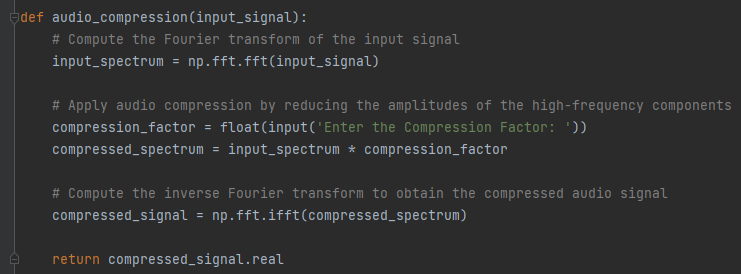 def audio_compression(input_signal):
    # Compute the Fourier transform of the input signal
    input_spectrum = np.fft.fft(input_signal)

    # Apply audio compression by reducing the amplitudes of the high-frequency components
    compression_factor = float(input('Enter the Compression Factor: '))
    compressed_spectrum = input_spectrum * compression_factor

    # Compute the inverse Fourier transform to obtain the compressed audio signal
    compressed_signal = np.fft.ifft(compressed_spectrum)

    return compressed_signal.real